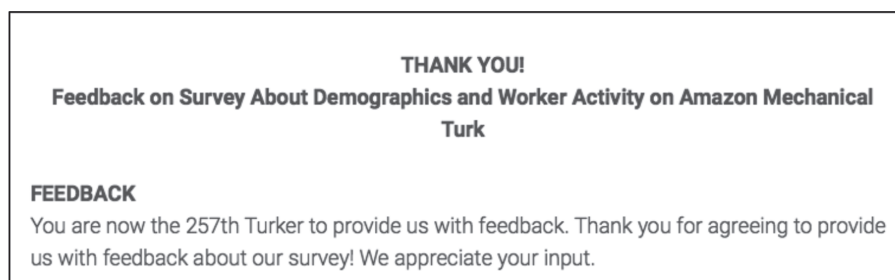 THANK YOU!
Feedback on Survey About Demographics and Worker Activity on Amazon Mechanical
Turk
FEEDBACK
You are now the 257th Turker to provide us with feedback. Thank you for agreeing to provide
us with feedback about our survey! We appreciate your input.